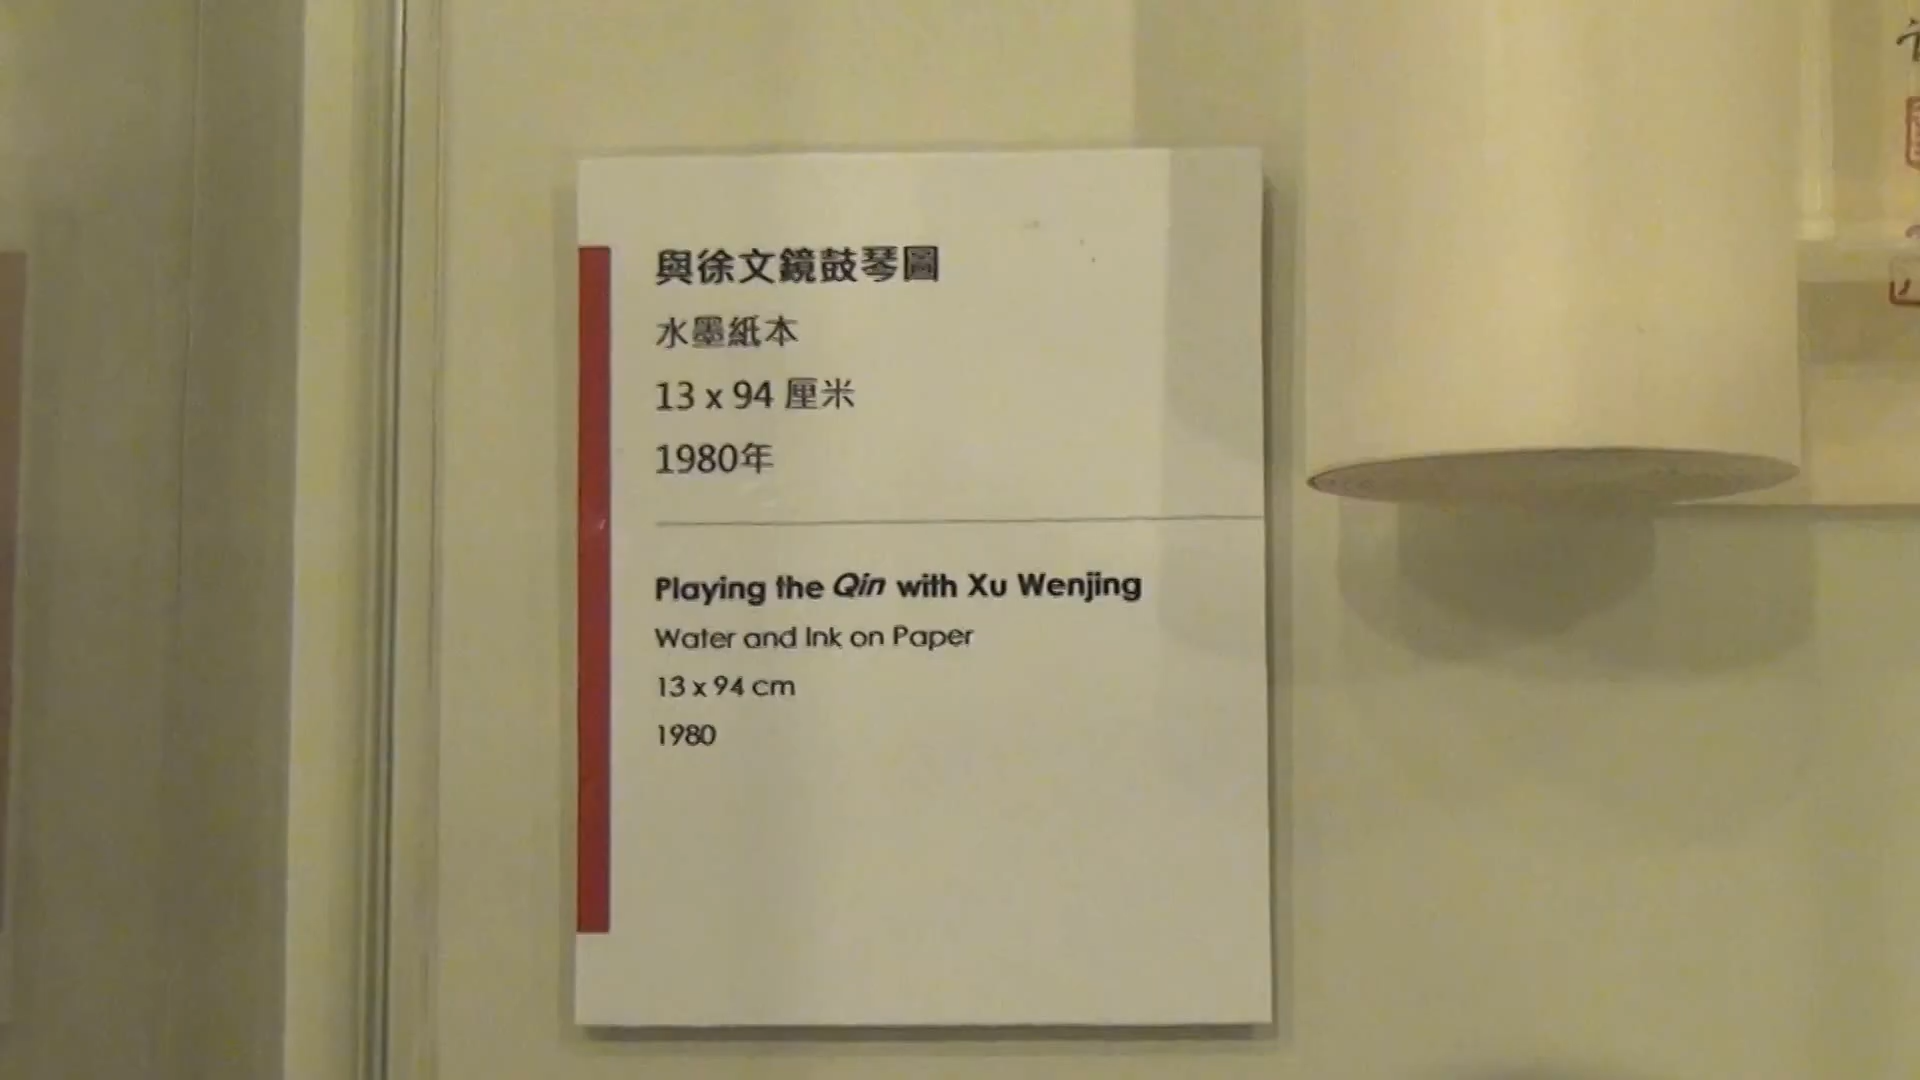 與徐文鏡鼓琴圖
水墨紙本
13 x 94 厘米
1980年
Playing the Qin with Xu Wenjing
Water and Ink on Paper
13 x 94 cm
1980